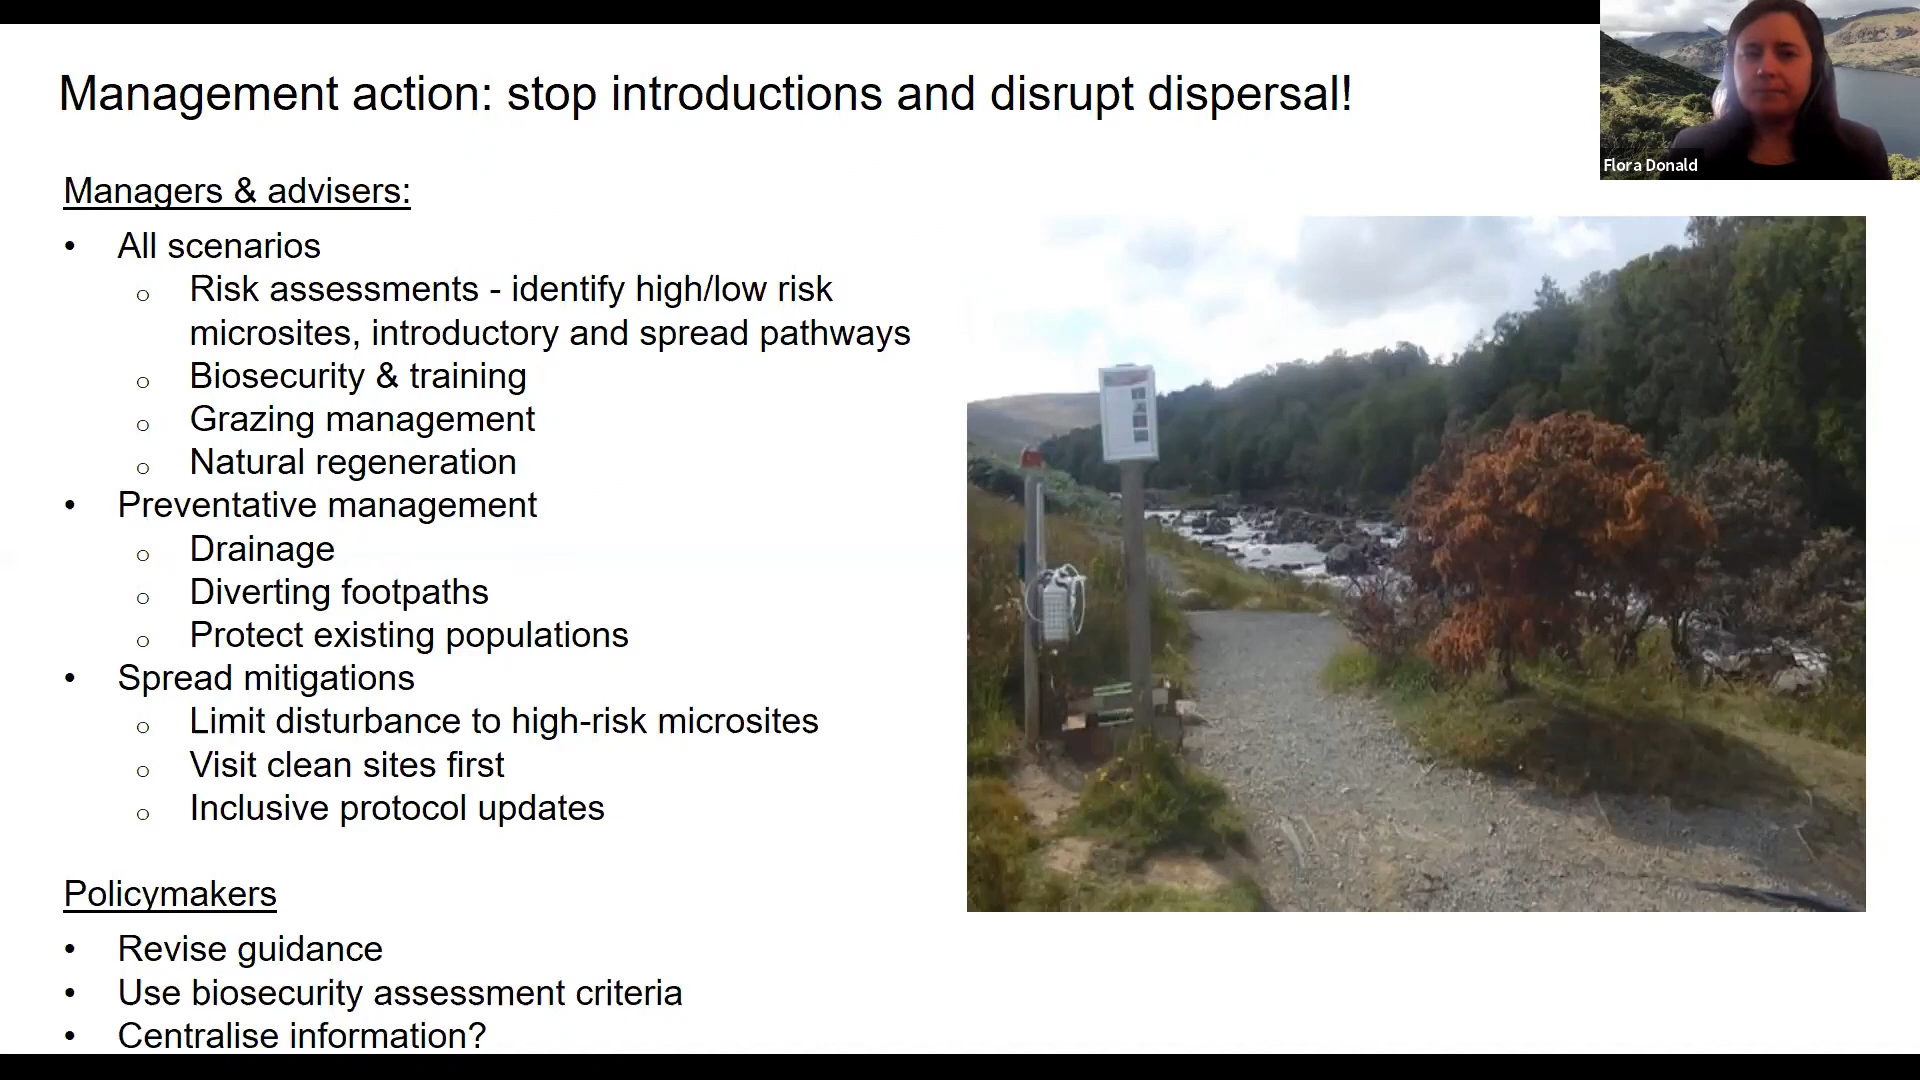 Management action: stop introductions and disrupt dispersal!
Flora Donald
Managers & advisers:
• All scenarios
o Risk assessments - identify high/low risk
microsites, introductory and spread pathways
o Biosecurity & training
o Grazing management
o Natural regeneration
• Preventative management
o Drainage
o Diverting footpaths
o Protect existing populations
• Spread mitigations
o Limit disturbance to high-risk microsites
o Visit clean sites first
o Inclusive protocol updates
Policymakers
• Revise guidance
• Use biosecurity assessment criteria
• Centralise information?